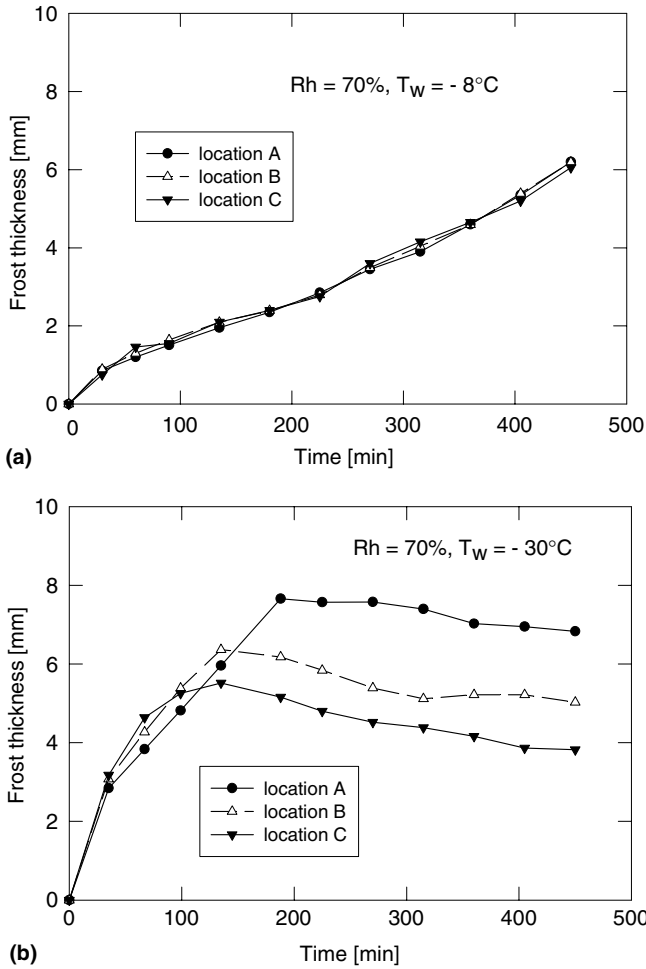 10
Rh = 70%, TW = - 8°C
8
location A
location B
location C
6
4
2
0
Frost thickness [mm]
0 100 200 300 400 500
(a)
Time [min]
10
Rh = 70%, TW = - 30°C
8
6
4
location A
location B
location C
2
0
Frost thickness [mm]
0 100 200 300 400 500
(b)
Time [min]